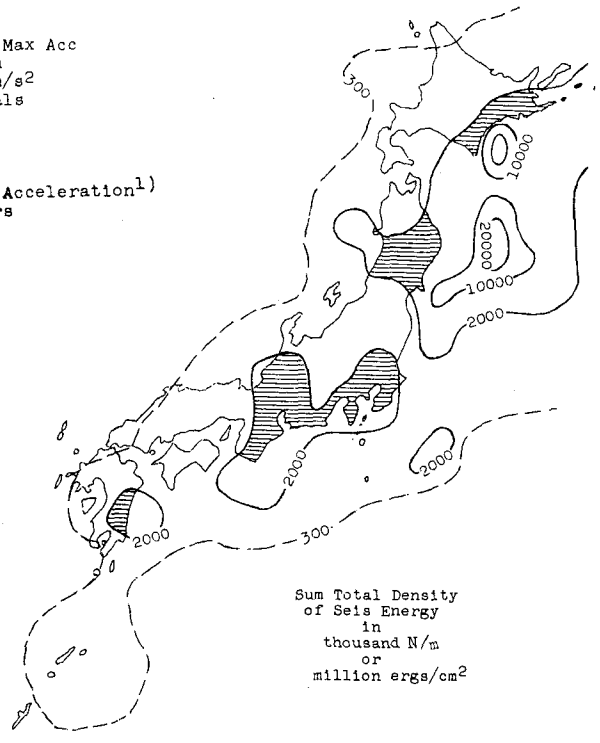 Max Acc
/s2
ls
Acceleration1)
rs
300
10000
20000
10000
2000
2000
2000
2000
300
Sum Total Density
of Seis Energy
in
thousand N/m
or
million ergs/cm2